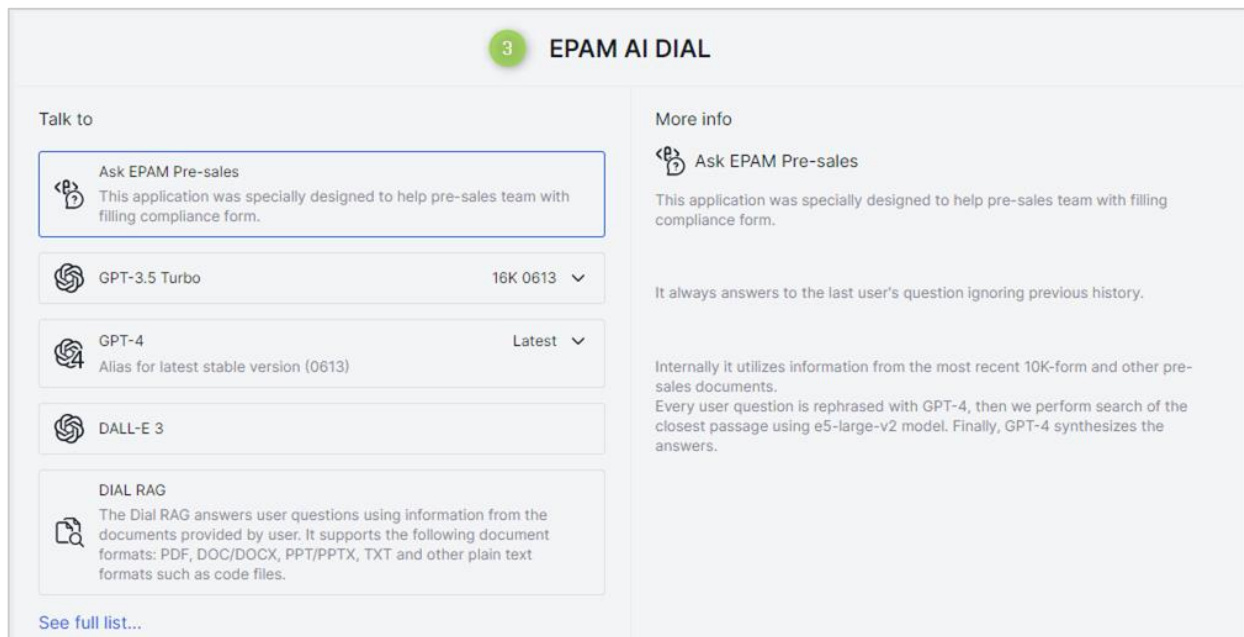 3 EPAM AI DIAL
Talk to
Ask EPAM Pre-sales
This application was specially designed to help pre-sales team with
filling compliance form.
GPT-3.5 Turbo 16K 0613
GPT-4 Latest
Alias for latest stable version (0613)
DALL-E 3
DIAL RAG
The Dial RAG answers user questions using information from the
documents provided by user. It supports the following document
formats: PDF, DOC/DOCX, PPT/PPTX, TXT and other plain text
formats such as code files.
See full list...
More info
Ask EPAM Pre-sales
This application was specially designed to help pre-sales team with filling
compliance form.
It always answers to the last user's question ignoring previous history.
Internally it utilizes information from the most recent 10K-form and other pre-
sales documents.
Every user question is rephrased with GPT-4, then we perform search of the
closest passage using e5-large-v2 model. Finally, GPT-4 synthesizes the
answers.